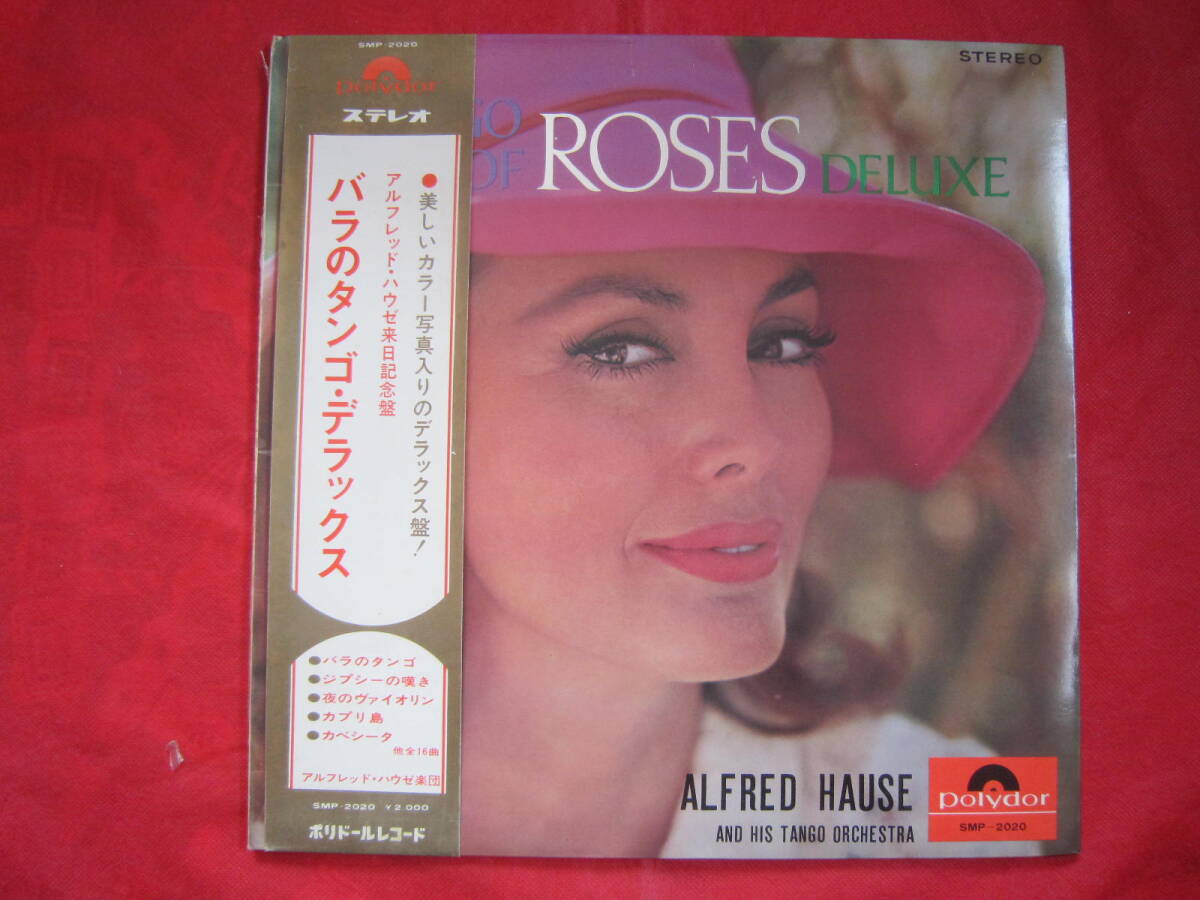 SMP-2020
polydor
ステレオ
●美しいカラー写真入りのデラックス盤!
アルフレッド・ハウゼ来日記念盤
バラのタンゴ・デラックス
●バラのタンゴ
●ジプシーの嘆き
●夜のヴァイオリン
●カプリ島
●カベシータ
他全16曲
アルフレッド・ハウゼ楽団
SMP-2020 ¥2.000
ポリドールレコード
STEREO
GO
OF ROSES DELUXE
ALFRED HAUSE
AND HIS TANGO ORCHESTRA
polydor
SMP-2020